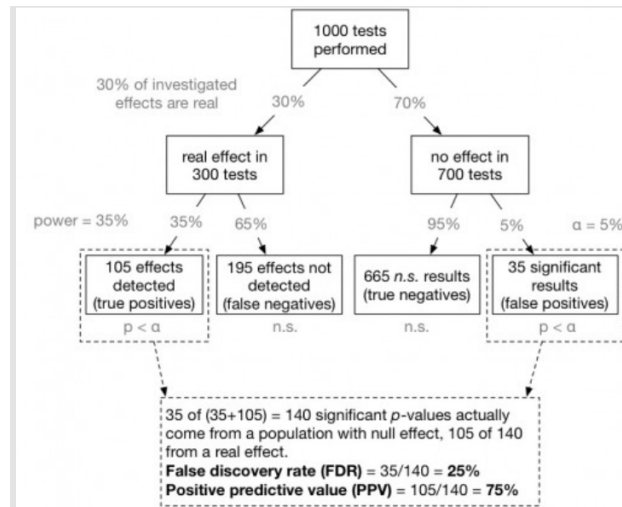 1000 tests
performed
30% of investigated
effects are real
30%
70%
real effect in
300 tests
no effect in
700 tests
power = 35%
35%
65%
95%
5%
α = 5%
105 effects
detected
(true positives)
195 effects not
detected
(false negatives)
665 n.s. results
(true negatives)
35 significant
results
(false positives)
p < α
n.s.
n.s.
p < α
35 of (35+105) = 140 significant p-values actually
come from a population with null effect, 105 of 140
from a real effect.
False discovery rate (FDR) = 35/140 = 25%
Positive predictive value (PPV) = 105/140 = 75%